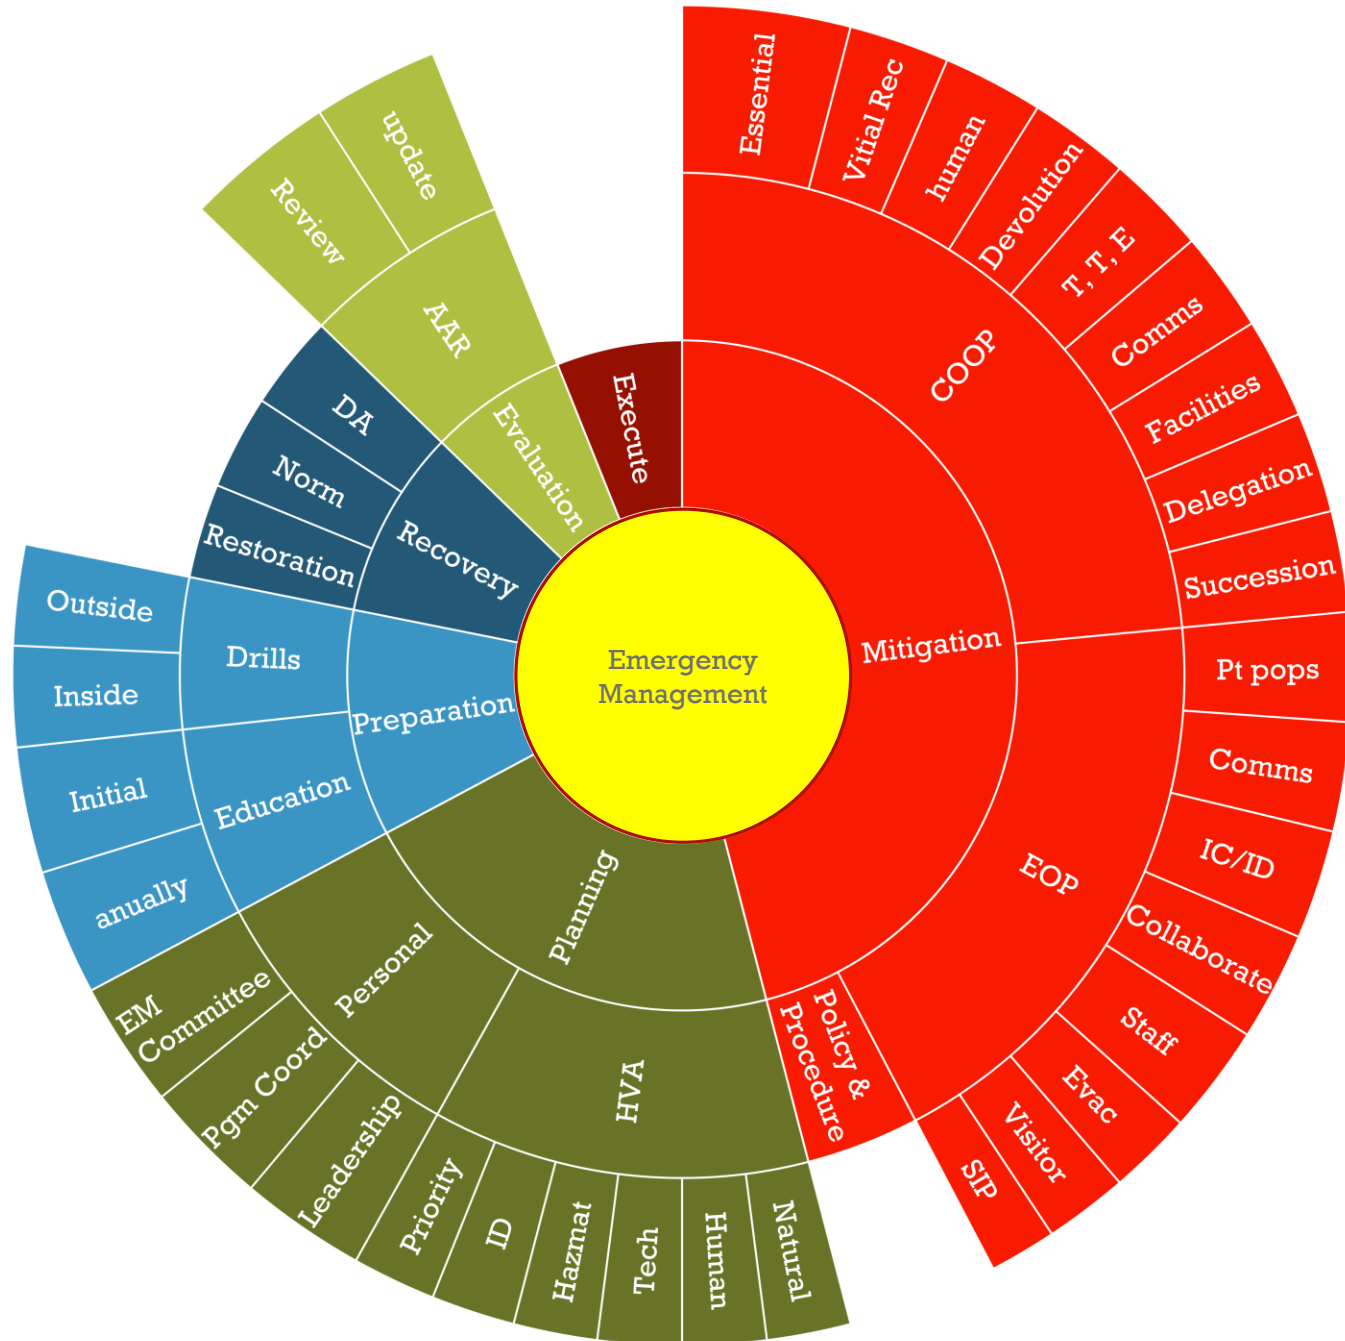 Emergency
Management
Mitigation
COOP
Essential
Vitial Rec
human
Devolution
T, T, E
Comms
Facilities
Delegation
Succession
EOP
Pt pops
Comms
IC/ID
Collaborate
Staff
Evac
Visitor
SIP
Policy &
Procedure
Planning
HVA
Natural
Human
Tech
Hazmat
ID
Priority
Personal
Leadership
Pgm Coord
EM
Committee
Preparation
Education
anually
Initial
Drills
Inside
Outside
Recovery
Restoration
Norm
DA
Evaluation
AAR
Review
update
Execute